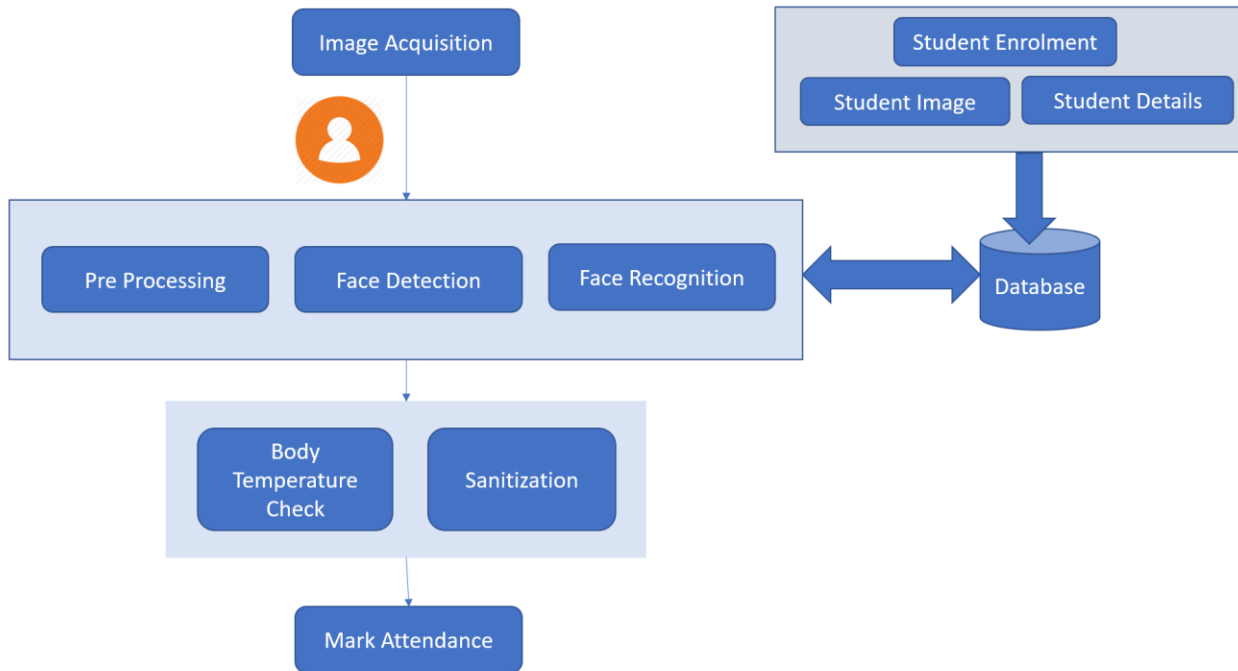 Image Acquisition
Student Enrolment
Student Image
Student Details
Pre Processing
Face Detection
Face Recognition
Database
Body
Temperature
Check
Sanitization
Mark Attendance